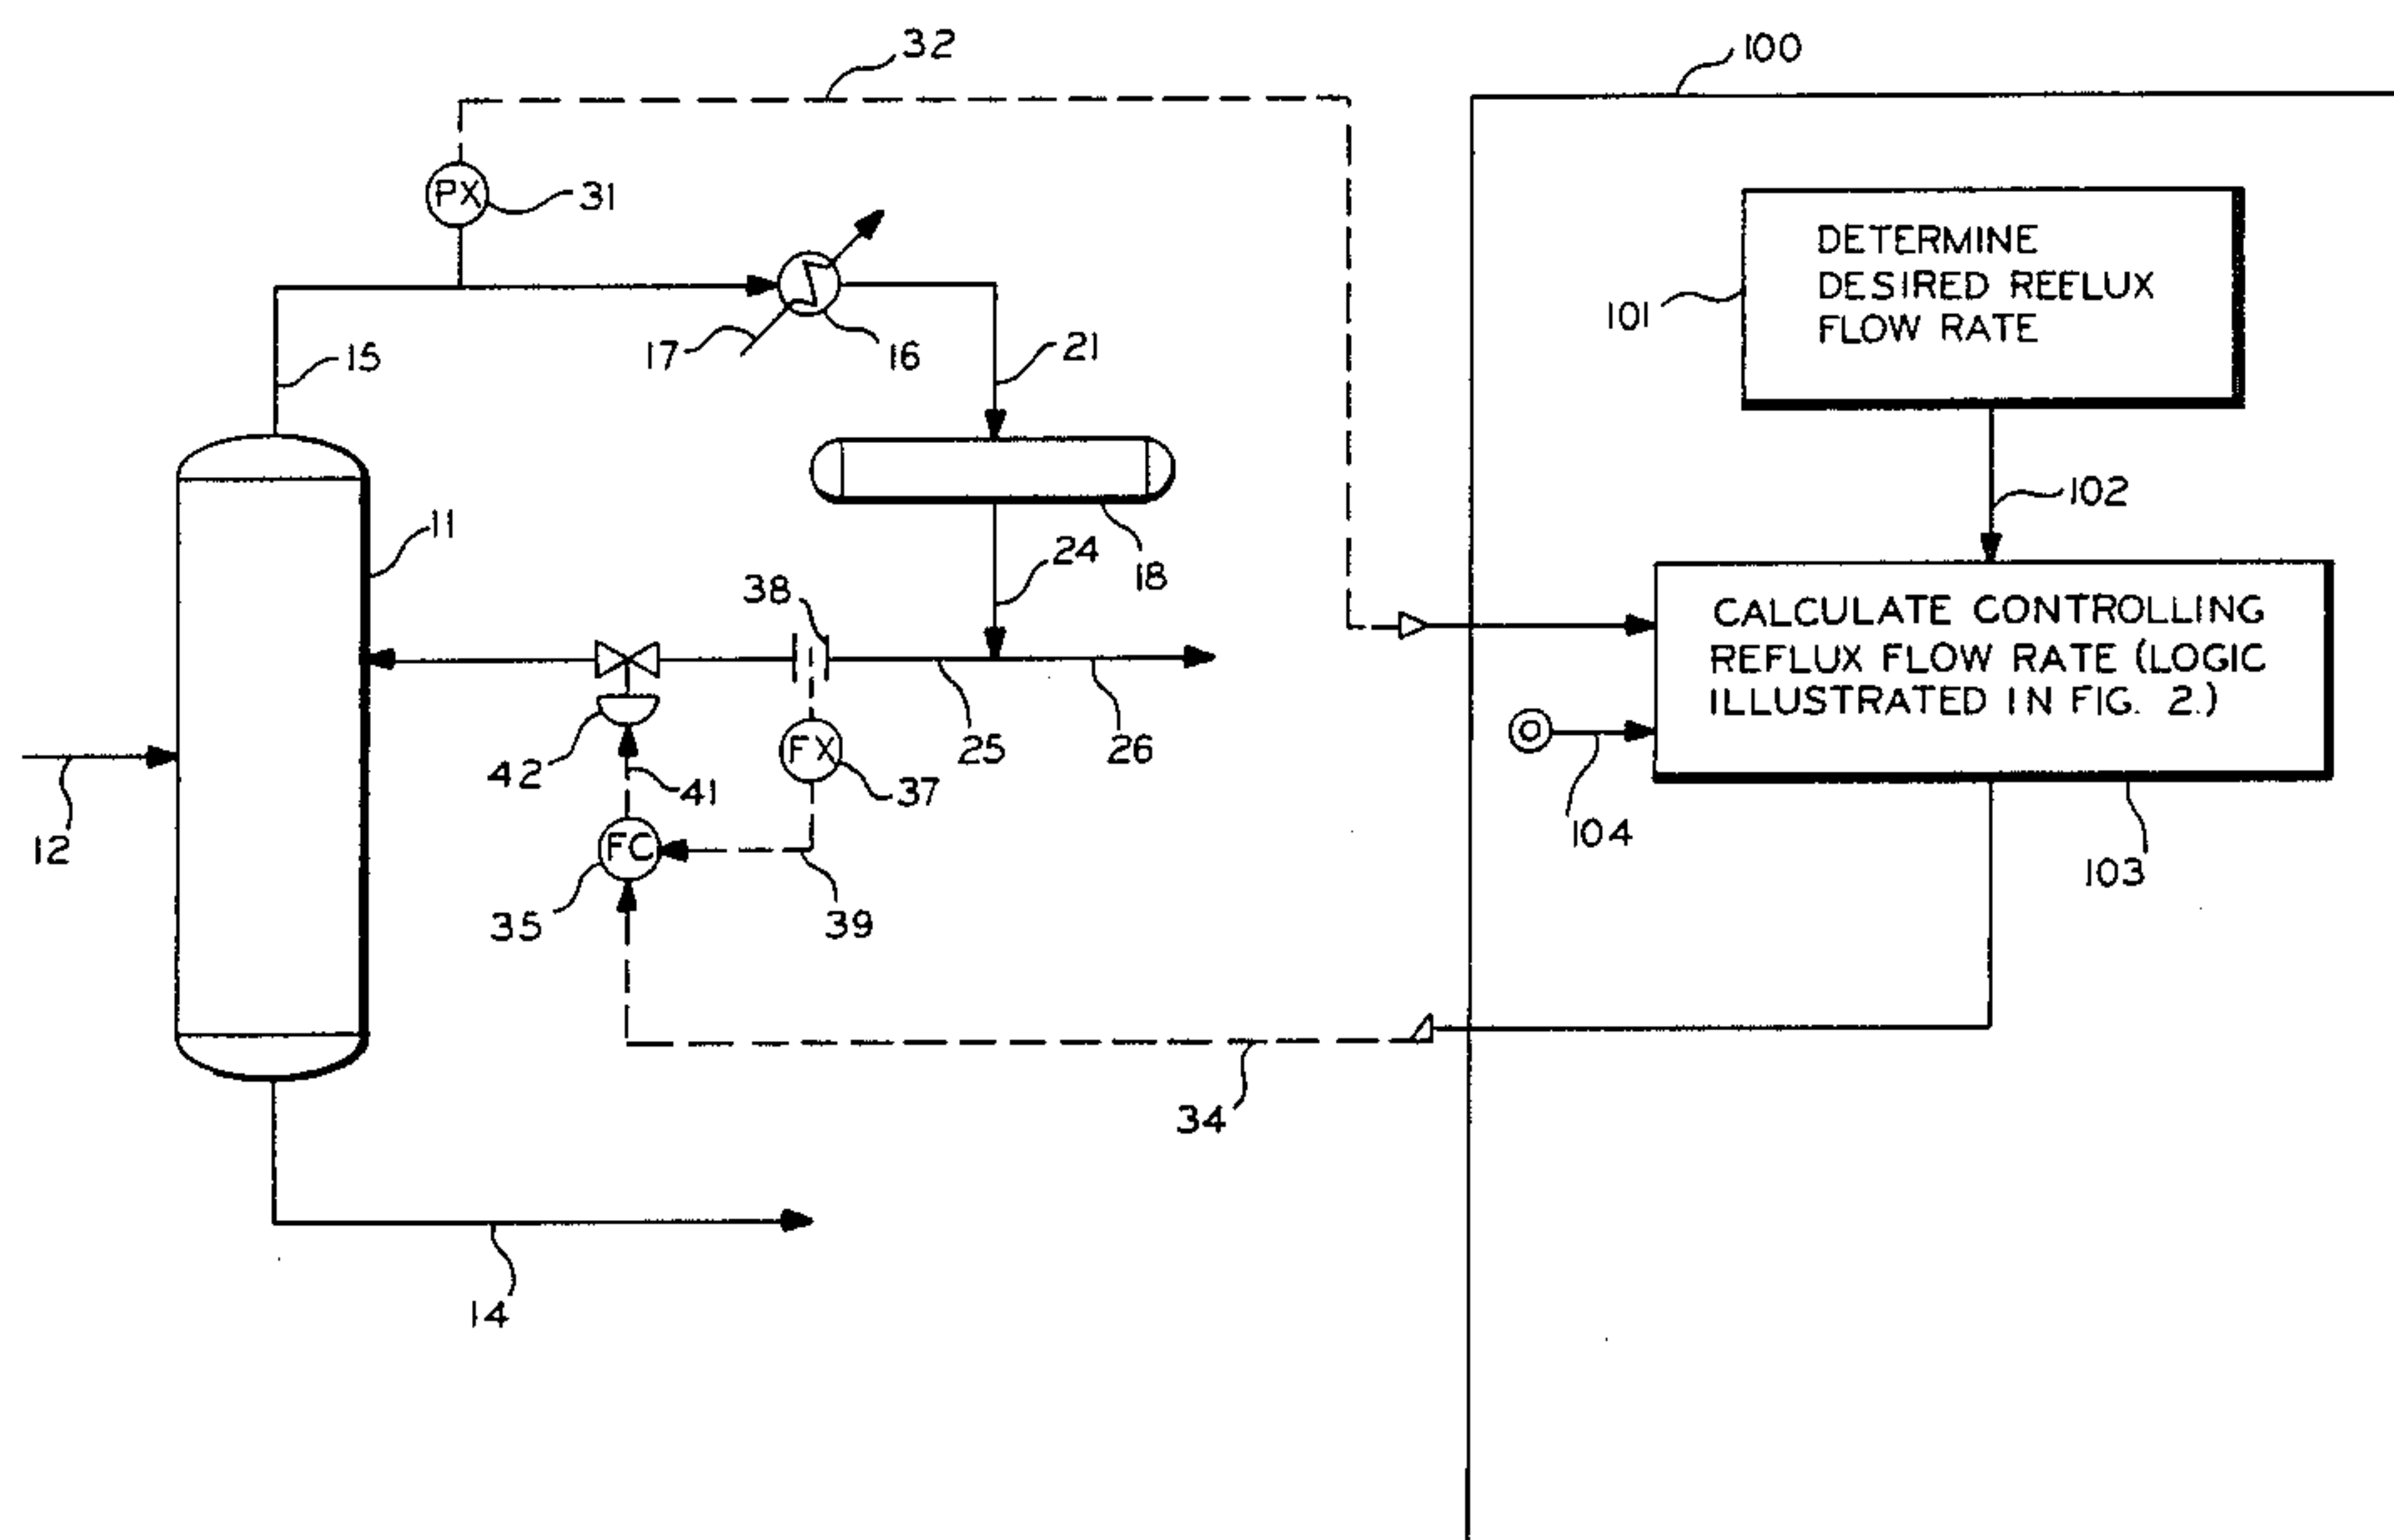 32
100
PX
31
DETERMINE
DESIRED REFLUX
FLOW RATE
101
15
17
16
21
102
11
38
24
18
CALCULATE CONTROLLING
REFLUX FLOW RATE (LOGIC
ILLUSTRATED IN FIG. 2.)
42
41
FX
37
25
26
12
FC
104
103
35
39
34
14